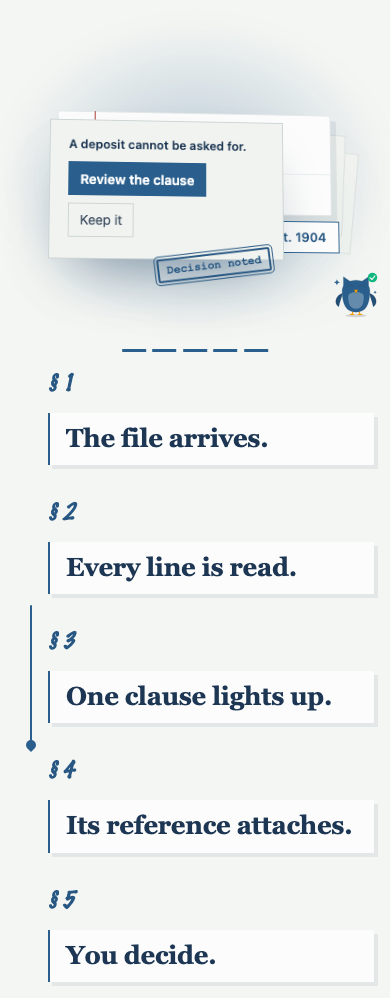 A deposit cannot be asked for.
Review the clause
Keep it
t. 1904
Decision noted
§ 1
The file arrives.
§ 2
Every line is read.
§ 3
One clause lights up.
§ 4
Its reference attaches.
§ 5
You decide.